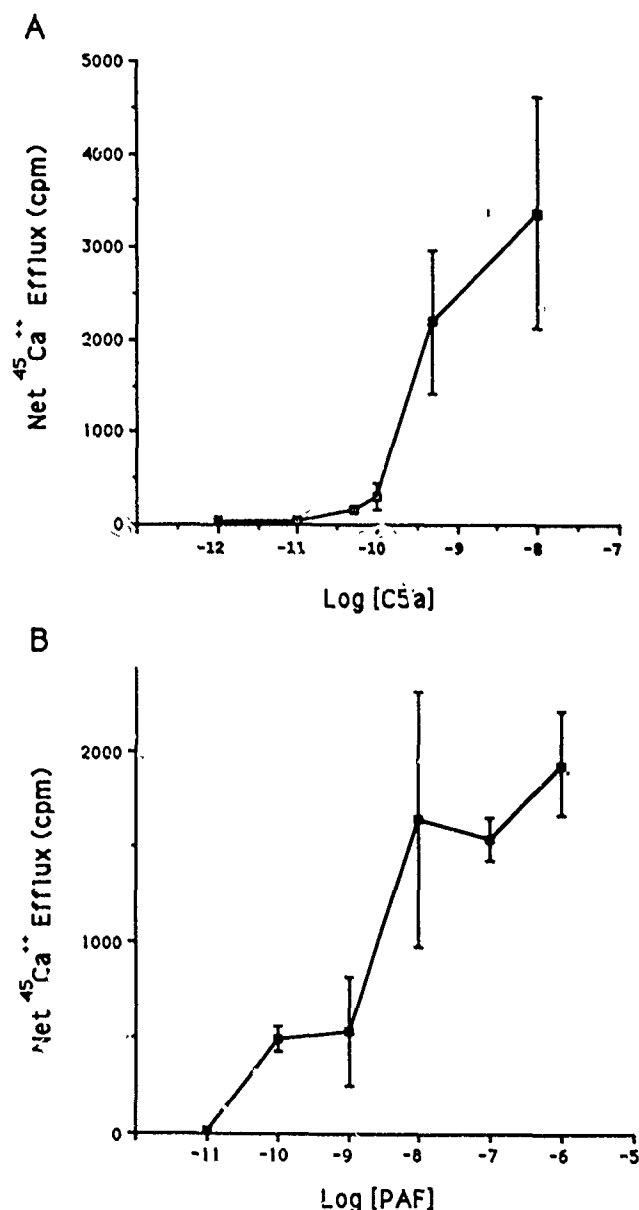 A
Net ⁴⁵Ca⁺⁺ Efflux (cpm)
5000
4000
3000
2000
1000
0
-12 -11 -10 -9 -8 -7
Log [C5a]
B
Net ⁴⁵Ca⁺⁺ Efflux (cpm)
2000
1000
0
-11 -10 -9 -8 -7 -6 -5
Log [PAF]